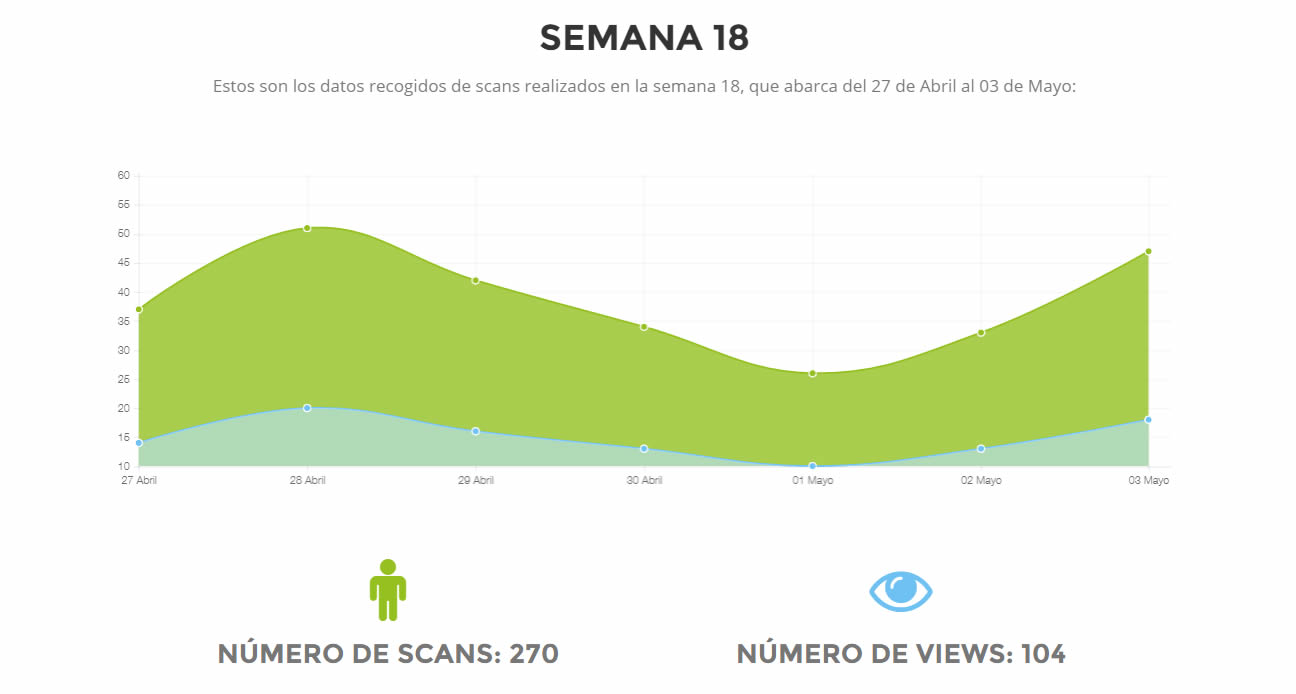 SEMANA 18
Estos son los datos recogidos de scans realizados en la semana 18, que abarca del 27 de Abril al 03 de Mayo:
60
55
50
45
40
35
30
25
20
15
10
27 Abril 28 Abril 29 Abril 30 Abril 01 Mayo 02 Mayo 03 Mayo
NÚMERO DE SCANS: 270 NÚMERO DE VIEWS: 104